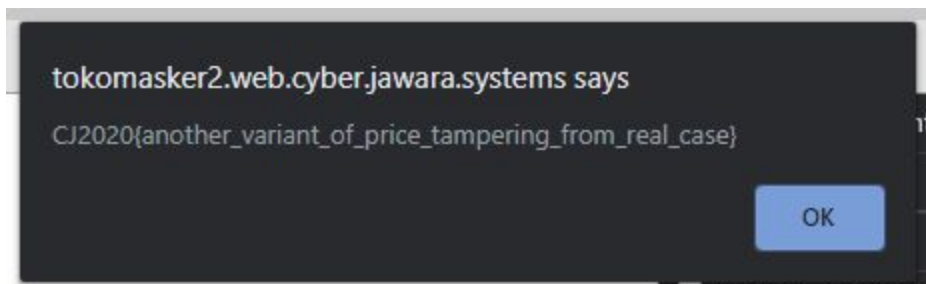 tokomasker2.web.cyber.jawara.systems says
CJ2020{another_variant_of_price_tampering_from_real_case}
OK